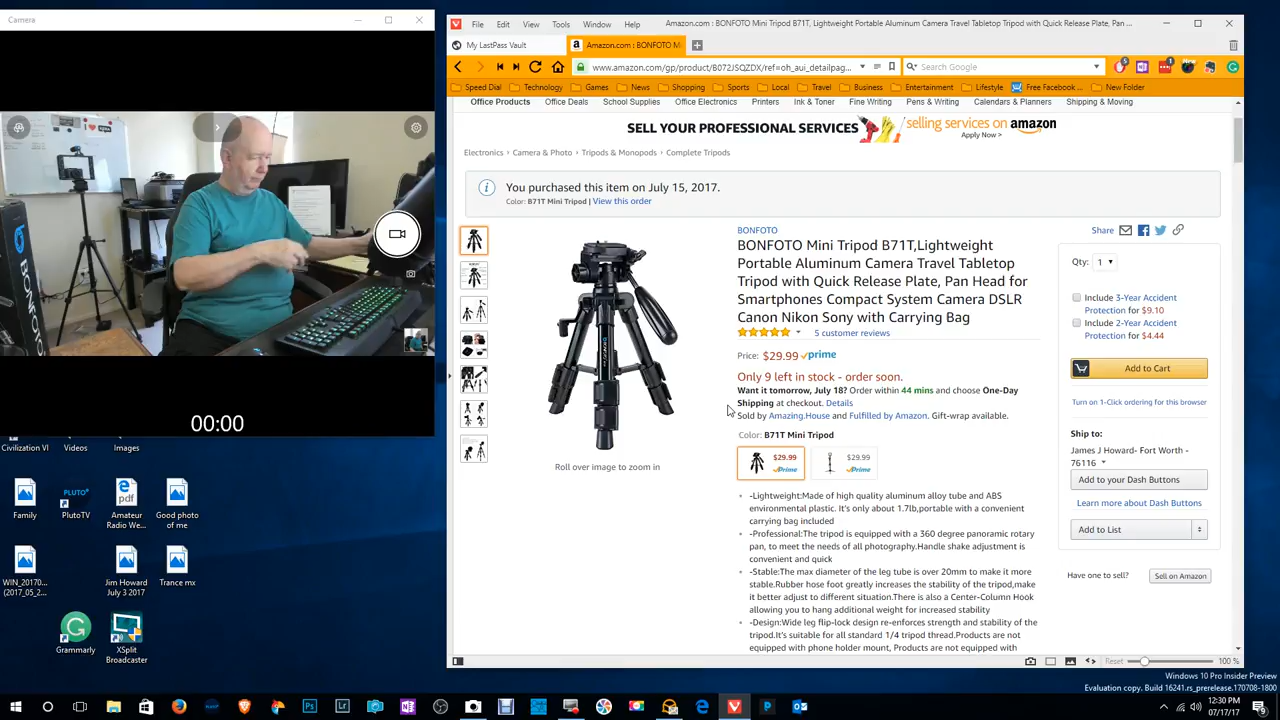 Camera
00:00
Civilization VI
Videos
Images
Family
PlutoTV
Amateur
Radio We...
Good photo
of me
WIN_20170...
(2017_05_2...
Jim Howard
July 3 2017
Trance mx
Grammarly
XSplit
Broadcaster
File Edit View Tools Window Help
Amazon.com : BONFOTO Mini Tripod B71T, Lightweight Portable Aluminum Camera Travel Tabletop Tripod with Quick Release Plate, Pan ...
My LastPass Vault
Amazon.com : BONFOTO M
www.amazon.com/gp/product/B072JSQZDX/ref=oh_aui_detailpag...
Search Google
Speed Dial Technology Games News Shopping Sports Local Travel Business Entertainment Lifestyle Free Facebook ... New Folder
Office Products Office Deals School Supplies Office Electronics Printers Ink & Toner Fine Writing Pens & Writing Calendars & Planners Shipping & Moving
SELL YOUR PROFESSIONAL SERVICES
selling services on amazon
Apply Now >
Electronics › Camera & Photo › Tripods & Monopods › Complete Tripods
You purchased this item on July 15, 2017.
Color: B71T Mini Tripod | View this order
BONFOTO
BONFOTO Mini Tripod B71T,Lightweight
Portable Aluminum Camera Travel Tabletop
Tripod with Quick Release Plate, Pan Head for
Smartphones Compact System Camera DSLR
Canon Nikon Sony with Carrying Bag
5 customer reviews
Price: $29.99 prime
Only 9 left in stock - order soon.
Want it tomorrow, July 18? Order within 44 mins and choose One-Day
Shipping at checkout. Details
Sold by Amazing.House and Fulfilled by Amazon. Gift-wrap available.
Color: B71T Mini Tripod
$29.99
Prime
$29.99
Prime
-Lightweight:Made of high quality aluminum alloy tube and ABS
environmental plastic. It's only about 1.7lb,portable with a convenient
carrying bag included
-Professional:The tripod is equipped with a 360 degree panoramic rotary
pan, to meet the needs of all photography.Handle shake adjustment is
convenient and quick
-Stable:The max diameter of the leg tube is over 20mm to make it more
stable.Rubber hose foot greatly increases the stability of the tripod,make
it better adjust to different situation.There is also a Center-Column Hook
allowing you to hang additional weight for increased stability
-Design:Wide leg flip-lock design re-enforces strength and stability of the
tripod.It's suitable for all standard 1/4 tripod thread.Products are not
equipped with phone holder mount, Products are not equipped with
Roll over image to zoom in
Share
Qty: 1
Include 3-Year Accident
Protection for $9.10
Include 2-Year Accident
Protection for $4.44
Add to Cart
Turn on 1-Click ordering for this browser
Ship to:
James J Howard- Fort Worth -
76116
Add to your Dash Buttons
Learn more about Dash Buttons
Add to List
Have one to sell?
Sell on Amazon
Reset
100 %
Windows 10 Pro Insider Preview
Evaluation copy. Build 16241.rs_prerelease.170708-1800
12:30 PM
07/17/17